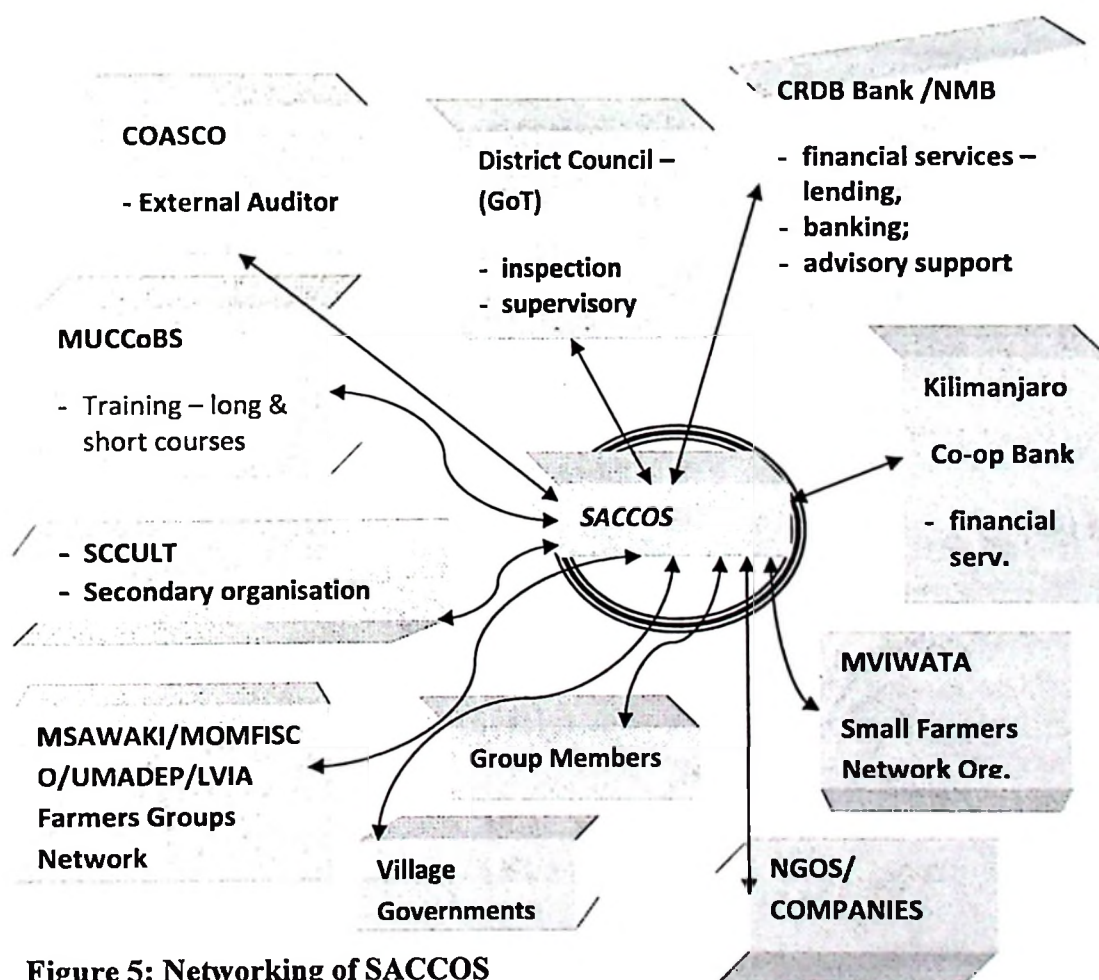 COASCO
- External Auditor
District Council –
(GoT)
- inspection
- supervisory
CRDB Bank /NMB
- financial services –
lending,
- banking;
- advisory support
MUCCoBS
- Training – long &
short courses
Kilimanjaro
Co-op Bank
- financial
serv.
SACCOS
- SCCULT
- Secondary organisation
MVIWATA
Small Farmers
Network Org.
MSAWAKI/MOMFISC
O/UMADEP/LVIA
Farmers Groups
Network
Group Members
Village
Governments
NGOS/
COMPANIES
Figure 5: Networking of SACCOS